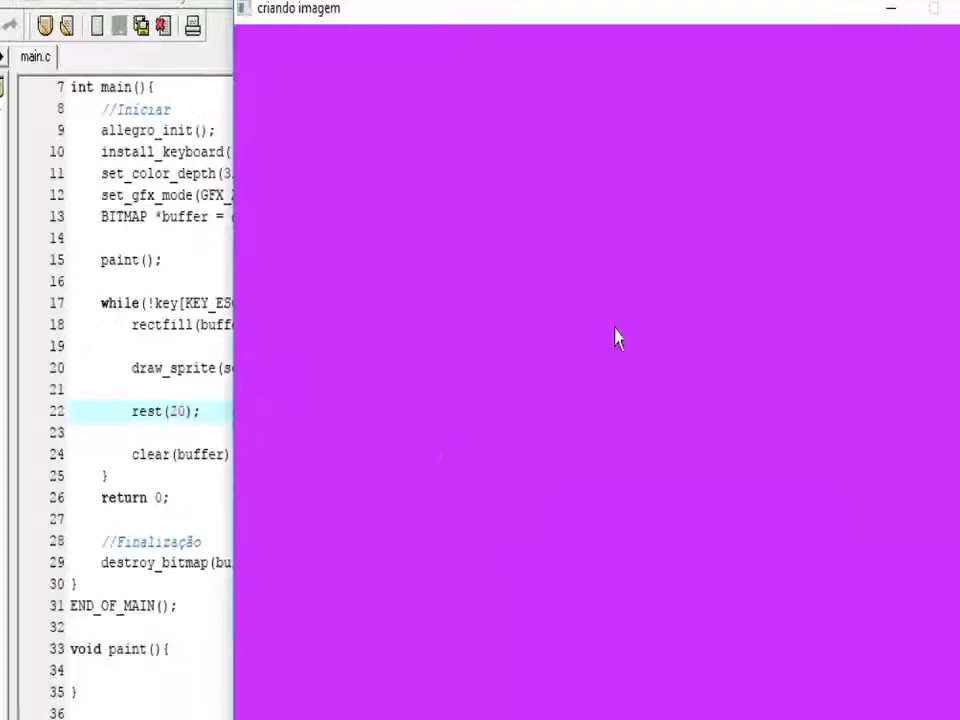 criando imagem
main.c
7 int main(){
8 //Iniciar
9 allegro_init();
10 install_keyboard(
11 set_color_depth(3
12 set_gfx_mode(GFX_
13 BITMAP *buffer =
14
15 paint();
16
17 while(!key[KEY_ES
18 rectfill(buff
19
20 draw_sprite(s
21
22 rest(20);
23
24 clear(buffer)
25 }
26 return 0;
27
28 //Finalização
29 destroy_bitmap(bu
30 }
31 END_OF_MAIN();
32
33 void paint(){
34
35 }
36